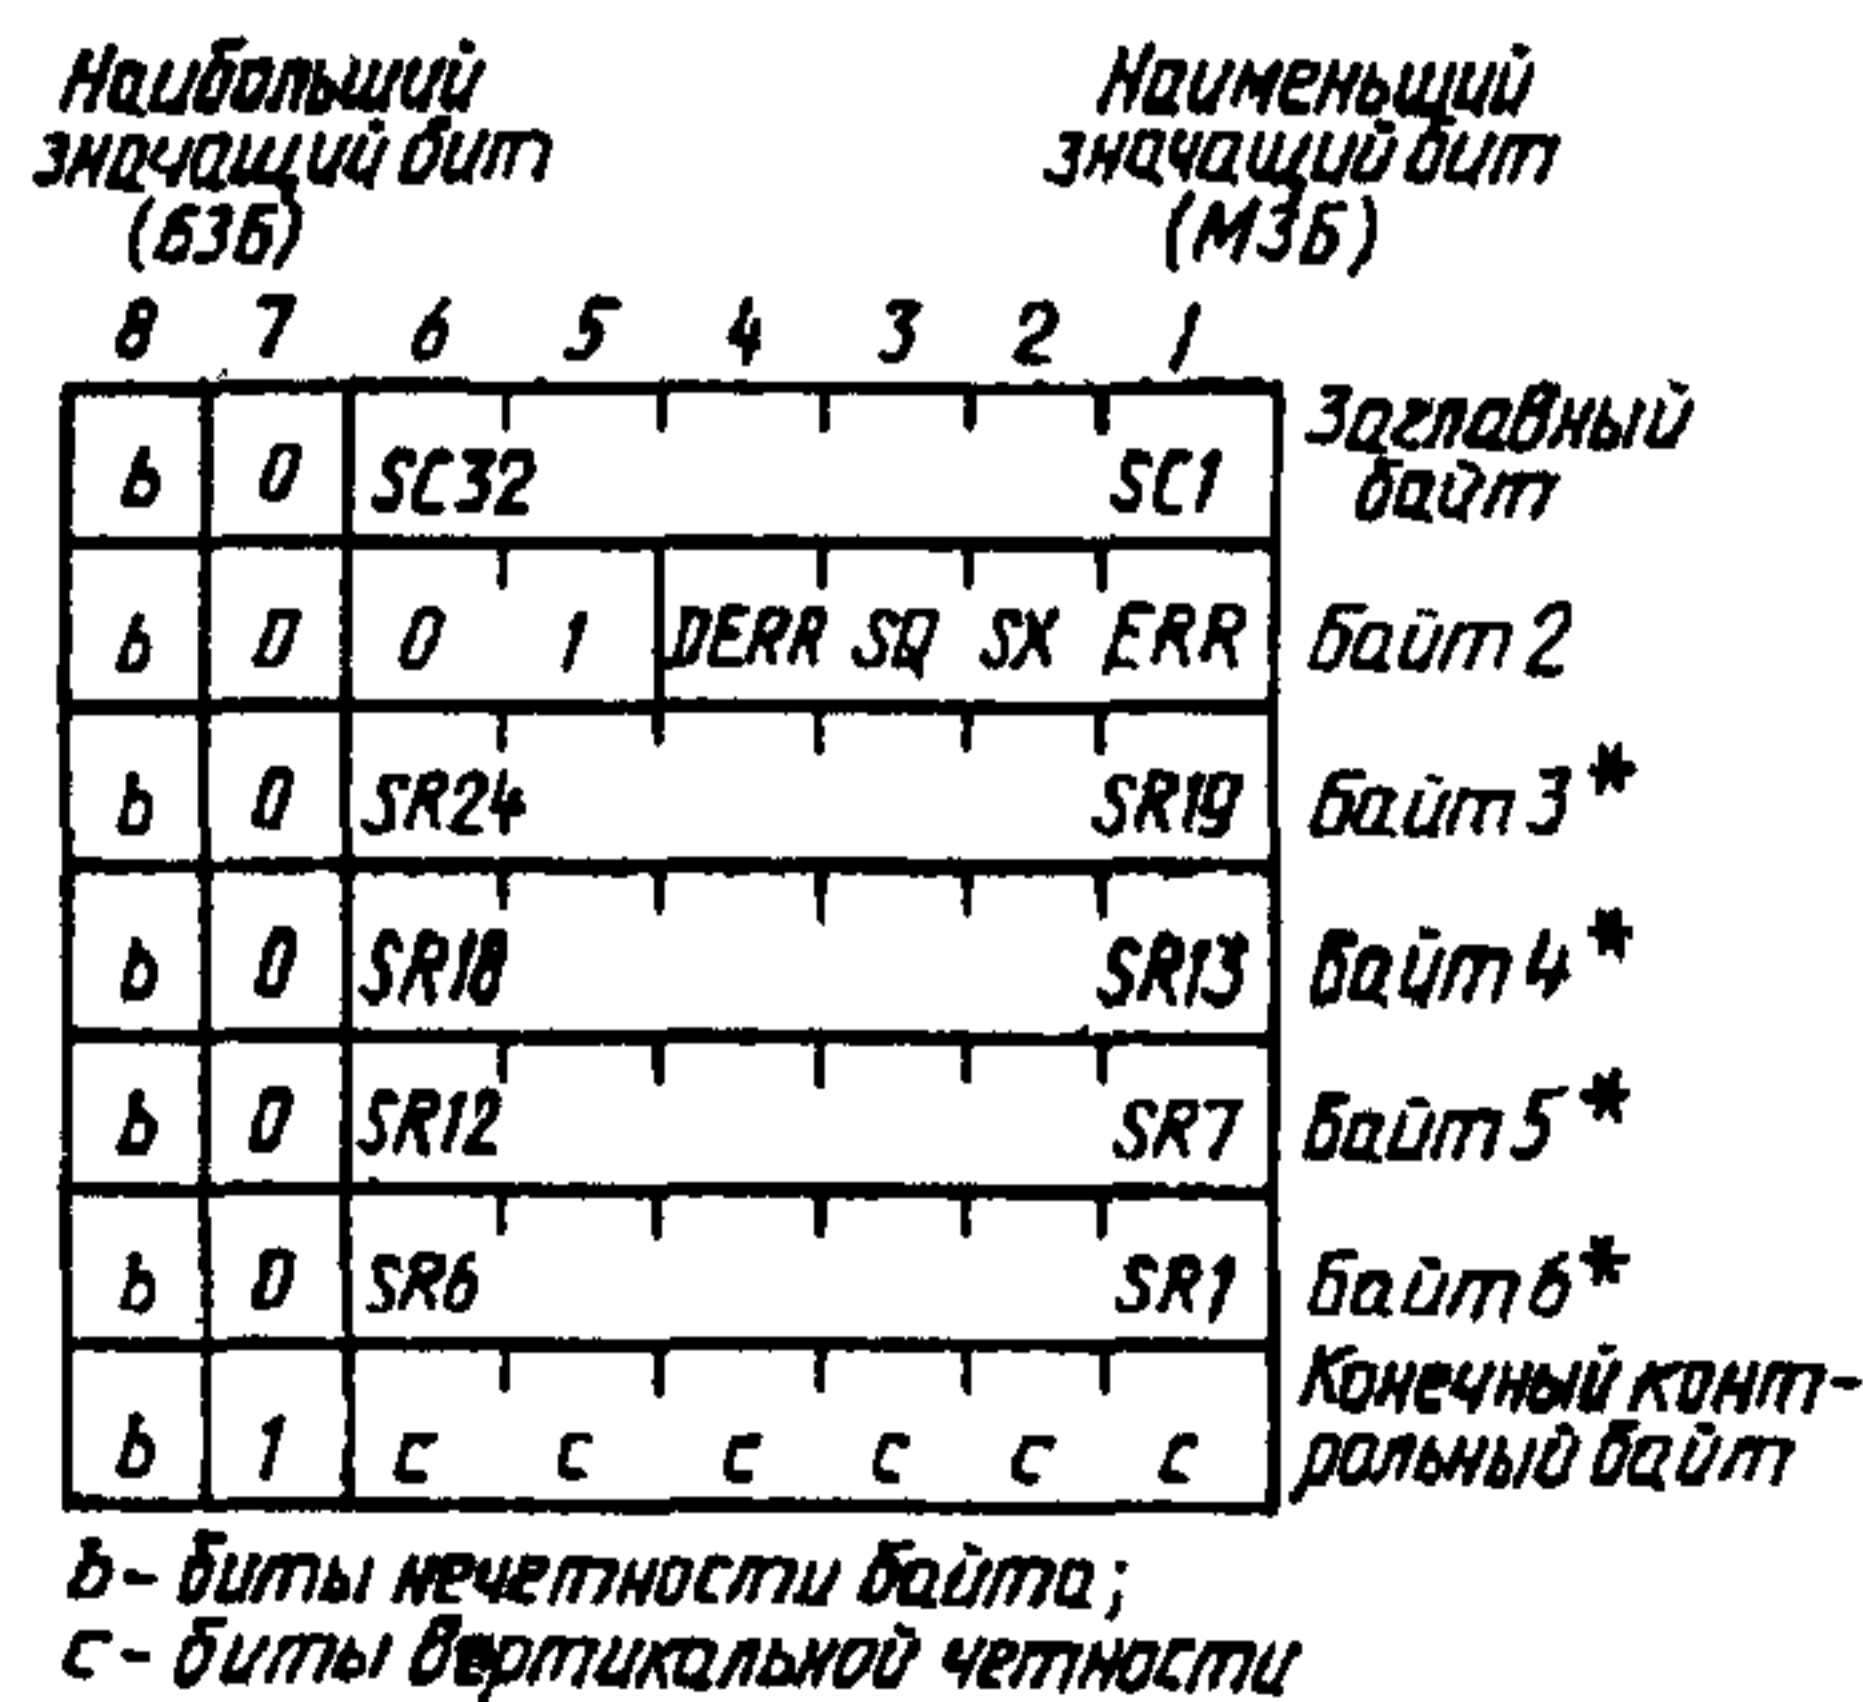 Наибольший
значащий бит
(БЗБ)
Наименьщий
значащий бит
(МЗБ)
8 7 6 5 4 3 2 1
b 0 SC32 SC1 Заглавный
байт
b 0 0 1 DERR SQ SX ERR Байт 2
b 0 SR24 SR19 Байт 3*
b 0 SR18 SR13 Байт 4*
b 0 SR12 SR7 Байт 5*
b 0 SR6 SR1 Байт 6*
b 1 c c c c c c Конечный конт-
рольный байт
b - биты нечетности байта;
c - биты вертикальной четности